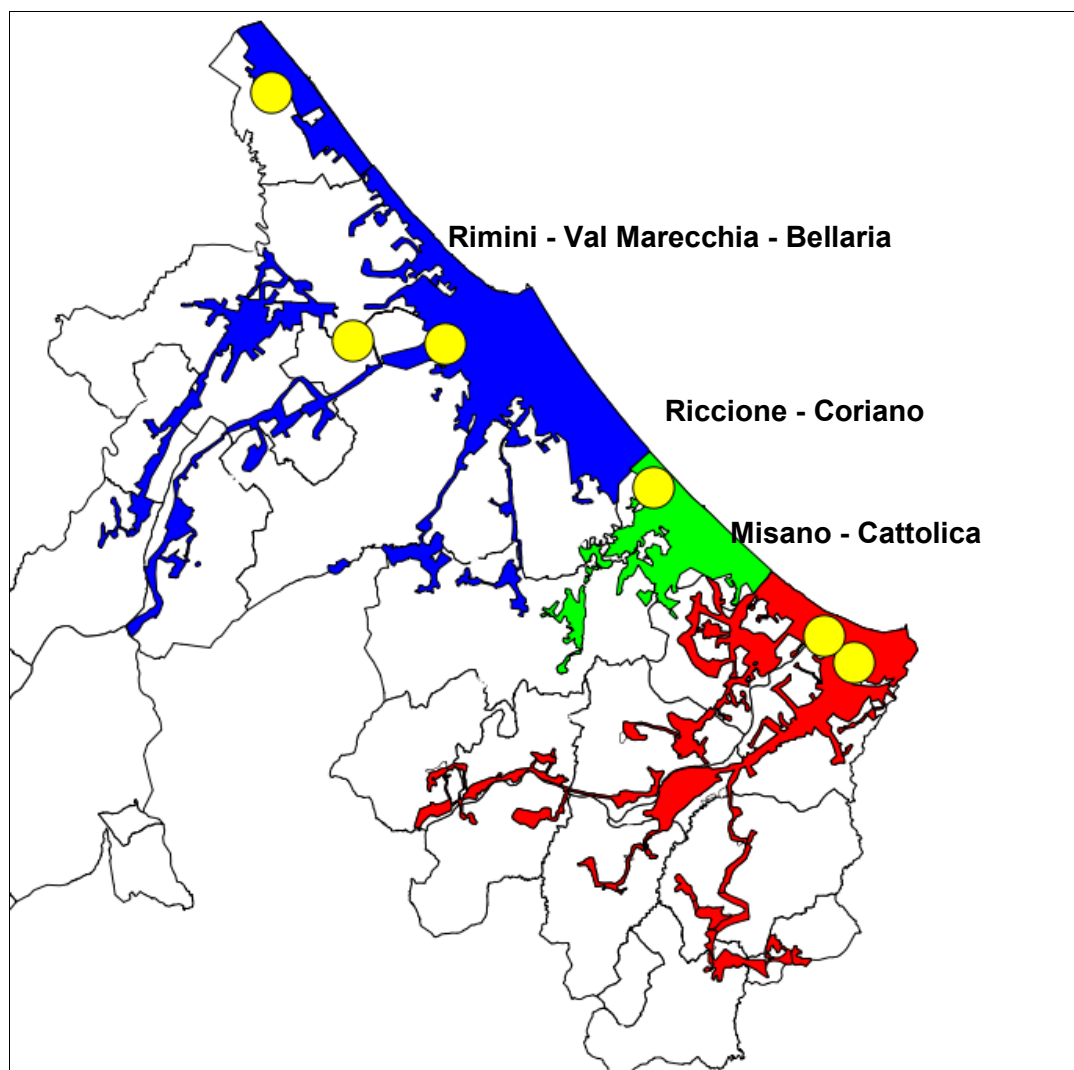 Rimini - Val Marecchia - Bellaria
Riccione - Coriano
Misano - Cattolica